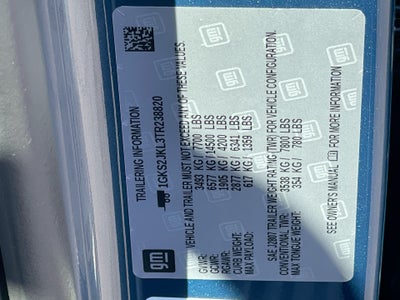 gm
TRAILERING INFORMATION
1GKS2JKL3TR238820
VEHICLE AND TRAILER MUST NOT EXCEED ANY OF THESE VALUES.
GVWR: 3493 KG / 7700 LBS
GCWR: 6577 KG / 14500 LBS
RGAWR: 1905 KG / 4200 LBS
CURB WEIGHT: 2877 KG / 6341 LBS
MAX PAYLOAD: 617 KG / 1359 LBS
SAE J2807 TRAILER WEIGHT RATING (TWR) FOR VEHICLE CONFIGURATION.
CONVENTIONAL TWR: 3538 KG / 7800 LBS
MAX TONGUE WEIGHT: 354 KG / 780 LBS
SEE OWNER'S MANUAL FOR MORE INFORMATION